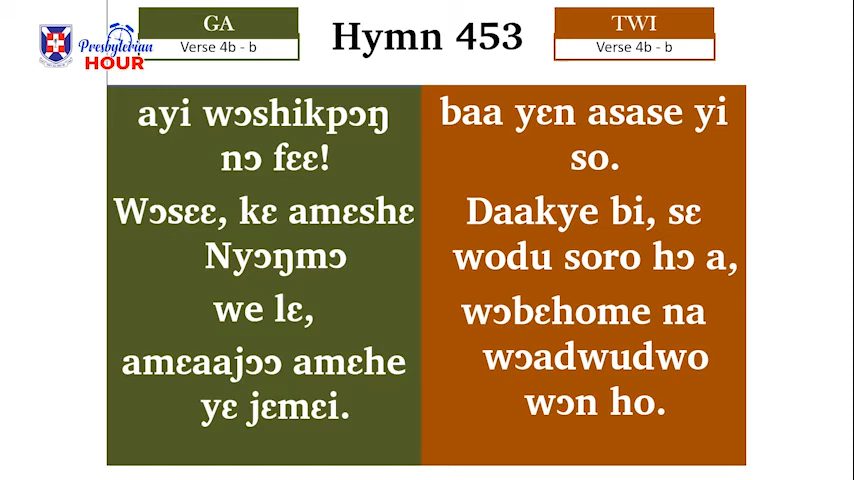 Presbyterian
HOUR
GA
Verse 4b - b
Hymn 453
TWI
Verse 4b - b
ayi wɔshikpɔŋ
nɔ fɛɛ!
Wɔsɛɛ, kɛ amɛshɛ
Nyɔŋmɔ
we lɛ,
amɛaajɔɔ amɛhe
yɛ jɛmɛi.
baa yɛn asase yi
so.
Daakye bi, sɛ
wodu soro hɔ a,
wɔbɛhome na
wɔadwudwo
wɔn ho.